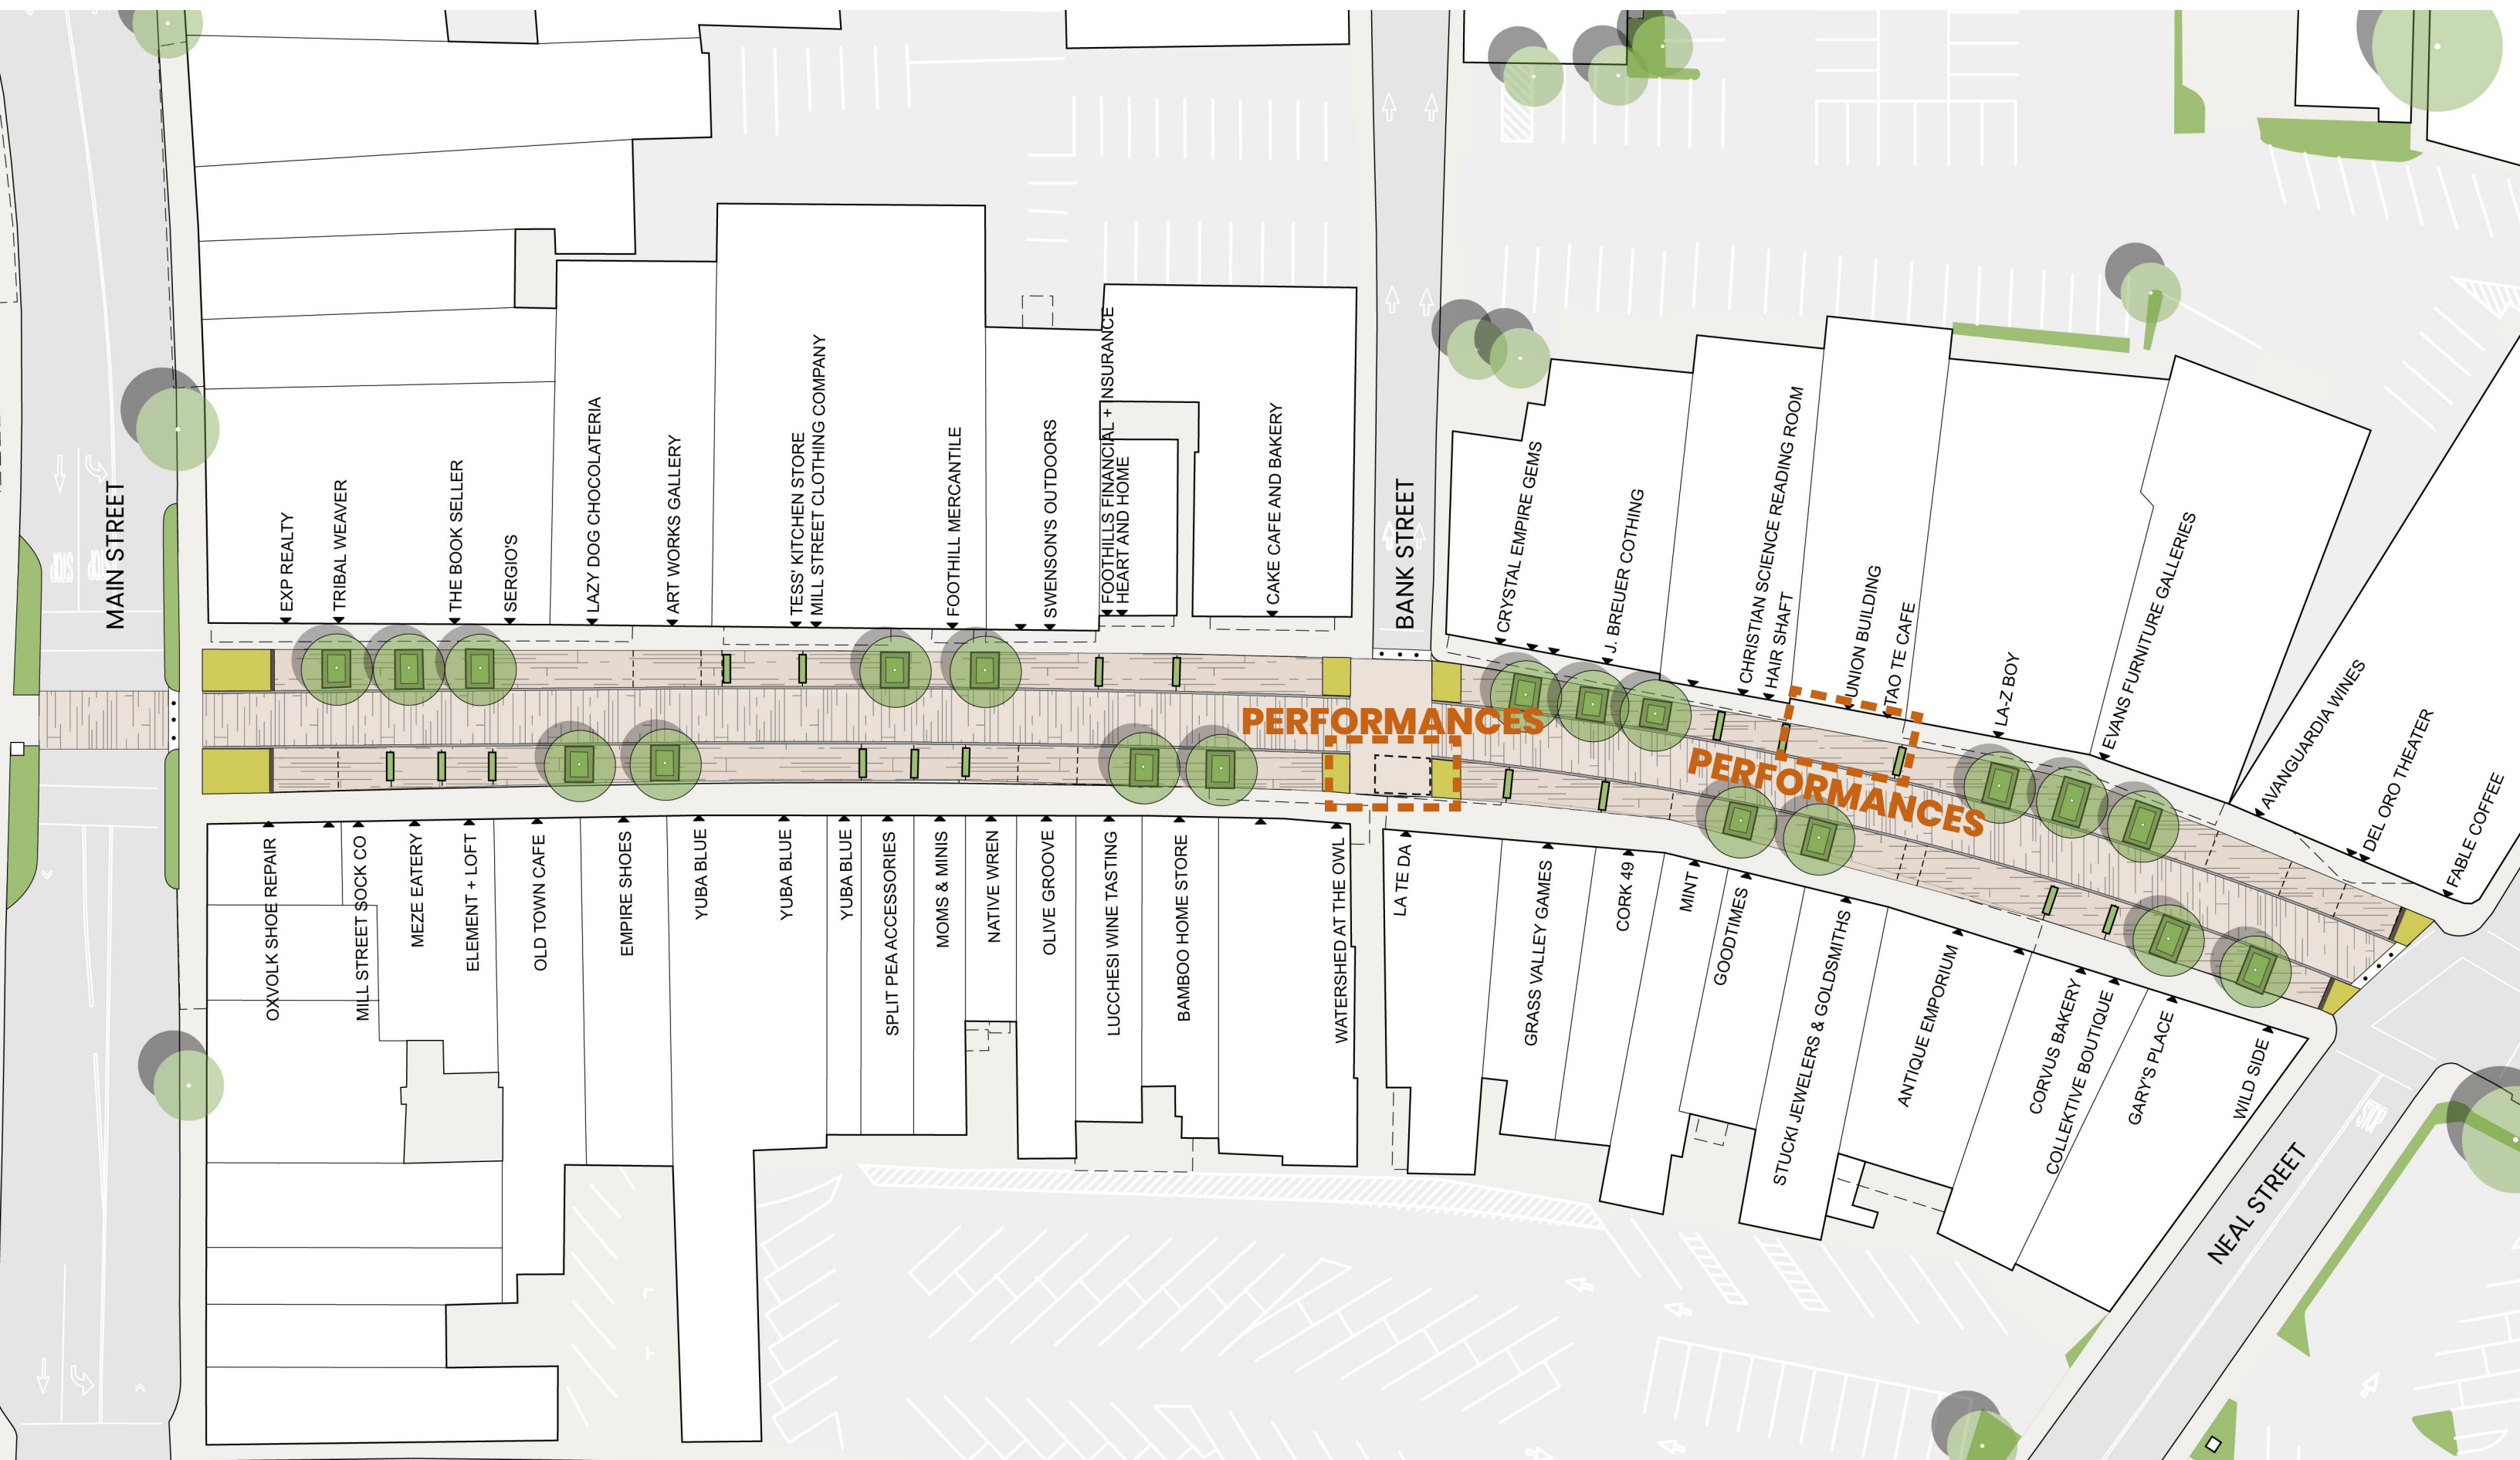 MAIN STREET
EXP REALTY
TRIBAL WEAVER
THE BOOK SELLER
SERGIO'S
LAZY DOG CHOCOLATERIA
ART WORKS GALLERY
TESS' KITCHEN STORE
MILL STREET CLOTHING COMPANY
FOOTHILL MERCANTILE
SWENSON'S OUTDOORS
FOOTHILLS FINANCIAL + INSURANCE
HEART AND HOME
CAKE CAFE AND BAKERY
BANK STREET
CRYSTAL EMPIRE GEMS
J. BREUER COTHING
CHRISTIAN SCIENCE READING ROOM
HAIR SHAFT
UNION BUILDING
TAO TE CAFE
LA-Z BOY
EVANS FURNITURE GALLERIES
AVANGUARDIA WINES
DEL ORO THEATER
FABLE COFFEE
PERFORMANCES
PERFORMANCES
OXVOLK SHOE REPAIR
MILL STREET SOCK CO
MEZE EATERY
ELEMENT + LOFT
OLD TOWN CAFE
EMPIRE SHOES
YUBA BLUE
YUBA BLUE
YUBA BLUE
SPLIT PEA ACCESSORIES
MOMS & MINIS
NATIVE WREN
OLIVE GROOVE
LUCCHESI WINE TASTING
BAMBOO HOME STORE
WATERSHED AT THE OWL
LA TE DA
GRASS VALLEY GAMES
CORK 49
MINT
GOODTIMES
STUCKI JEWELERS & GOLDSMITHS
ANTIQUE EMPORIUM
CORVUS BAKERY
COLLEKTIVE BOUTIQUE
GARY'S PLACE
WILD SIDE
NEAL STREET
STOP
STOP